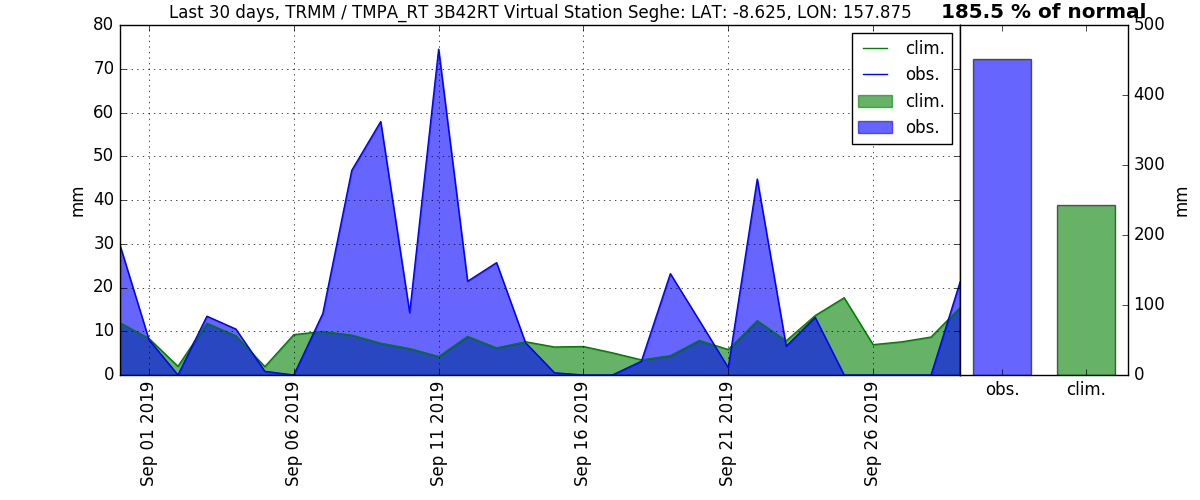 Last 30 days, TRMM / TMPA_RT 3B42RT Virtual Station Seghe: LAT: -8.625, LON: 157.875
185.5 % of normal
80
70
60
50
40
30
20
10
0
mm
clim.
obs.
clim.
obs.
Sep 01 2019
Sep 06 2019
Sep 11 2019
Sep 16 2019
Sep 21 2019
Sep 26 2019
500
400
300
200
100
0
mm
obs.
clim.